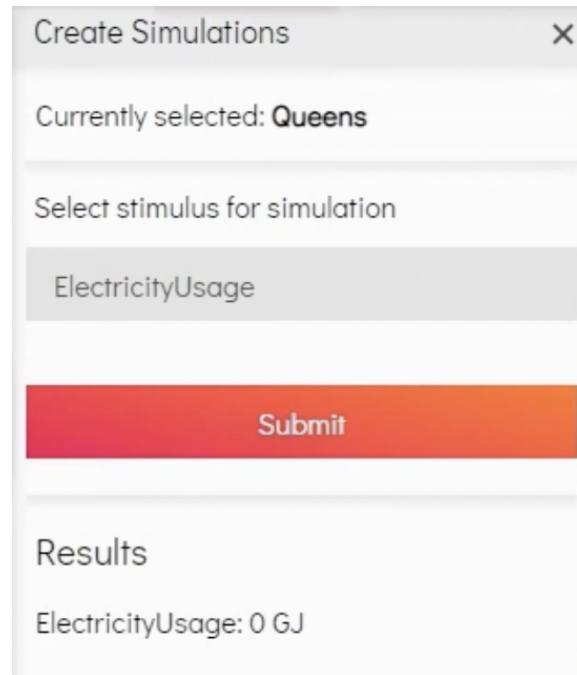 Create Simulations ×
Currently selected: Queens
Select stimulus for simulation
ElectricityUsage
Submit
Results
ElectricityUsage: 0 GJ